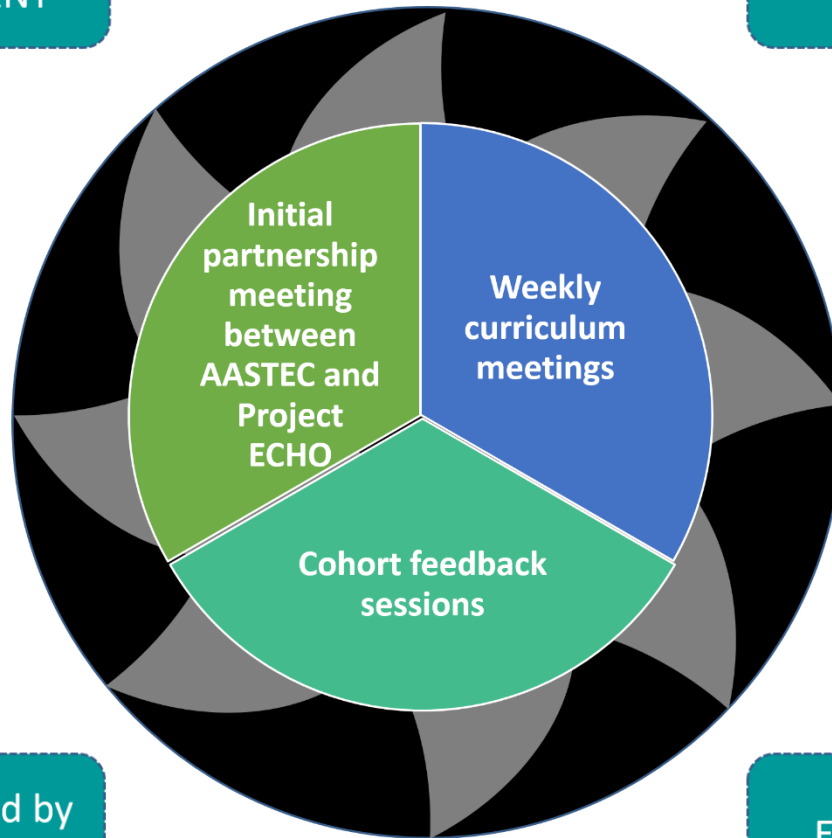 Initial
partnership
meeting
between
AASTEC and
Project
ECHO
Weekly
curriculum
meetings
Cohort feedback
sessions
d by